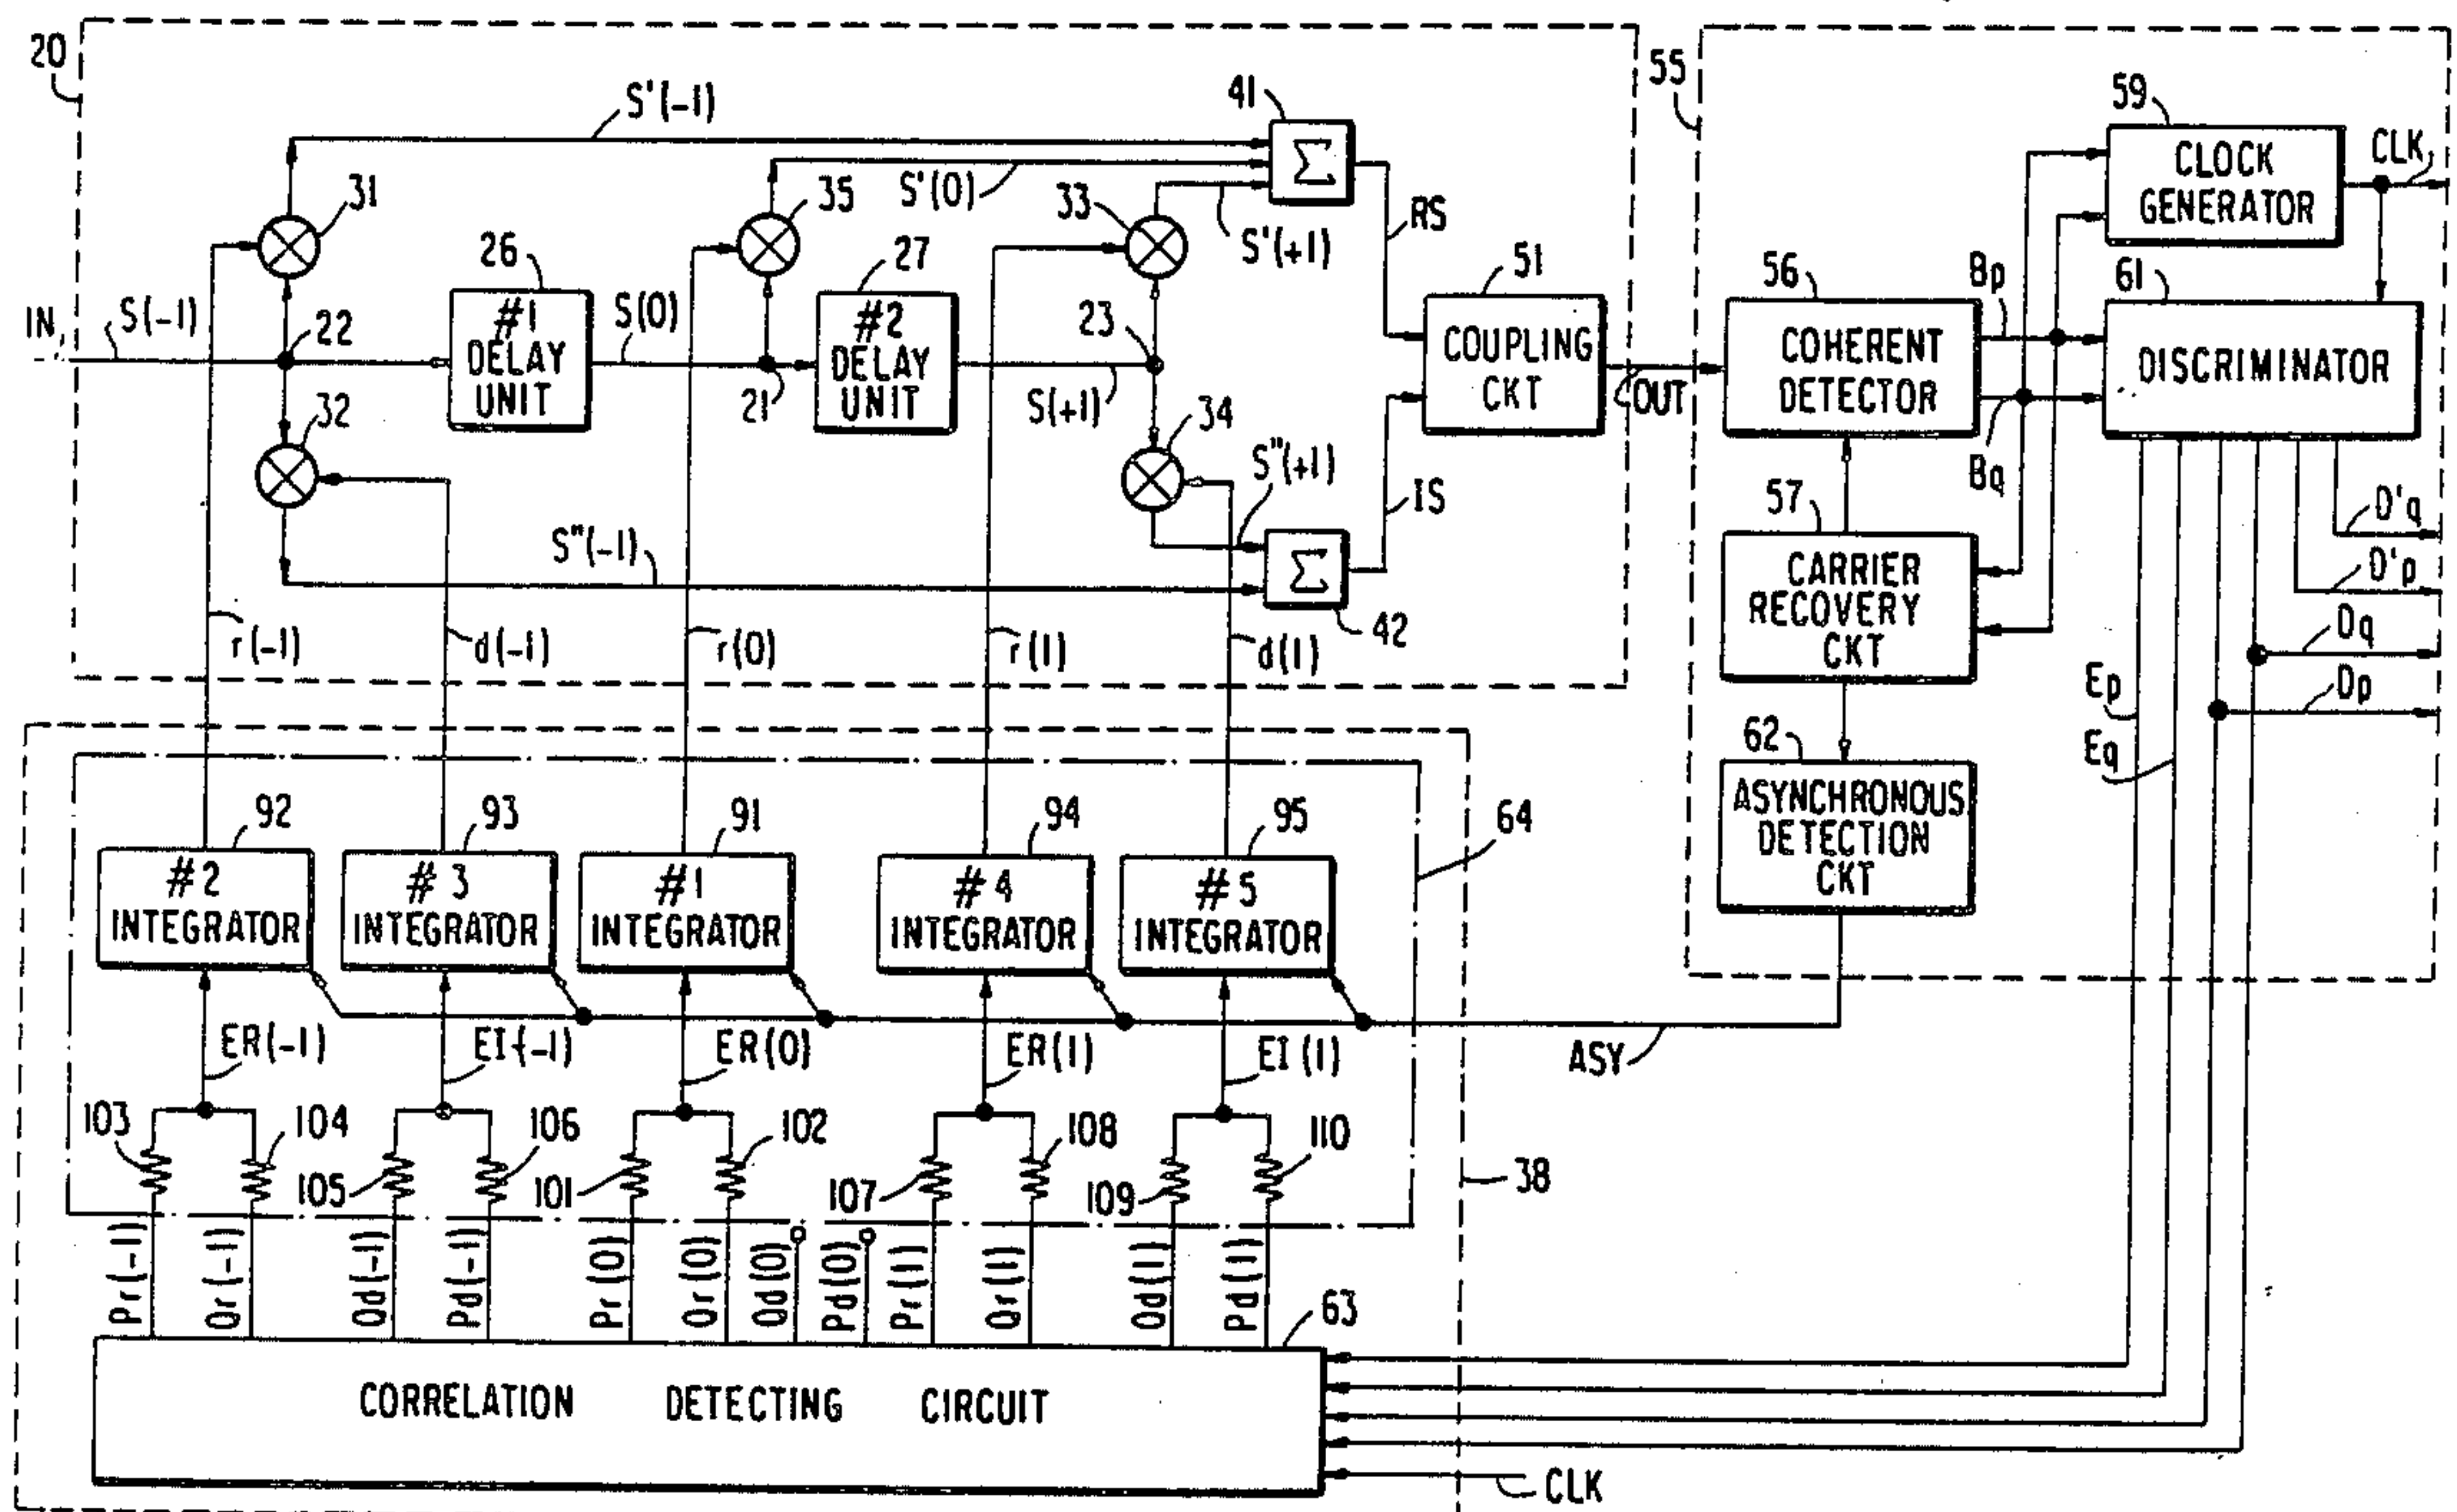 20
S'(-1)
41
Σ
31
35
S'(0)
33
S'(+1)
RS
IN
S(-1)
22
26
#1
DELAY
UNIT
S(0)
21
27
#2
DELAY
UNIT
23
S(+1)
51
COUPLING
CKT
OUT
32
34
S"(+1)
IS
S"(-1)
Σ
42
r(-1)
d(-1)
r(0)
r(1)
d(1)
55
59
CLOCK
GENERATOR
CLK
56
COHERENT
DETECTOR
Bp
Bq
61
DISCRIMINATOR
57
CARRIER
RECOVERY
CKT
D'q
D'p
Dq
Dp
Ep
Eq
62
ASYNCHRONOUS
DETECTION
CKT
64
92
#2
INTEGRATOR
93
#3
INTEGRATOR
91
#1
INTEGRATOR
94
#4
INTEGRATOR
95
#5
INTEGRATOR
ER(-1)
EI(-1)
ER(0)
ER(1)
EI(1)
ASY
103
104
105
106
101
102
107
108
109
110
38
Pr(-1)
Qr(-1)
Qd(-1)
Pd(-1)
Pr(0)
Qr(0)
Qd(0)
Pd(0)
Pr(1)
Qr(1)
Qd(1)
Pd(1)
63
CORRELATION DETECTING CIRCUIT
CLK